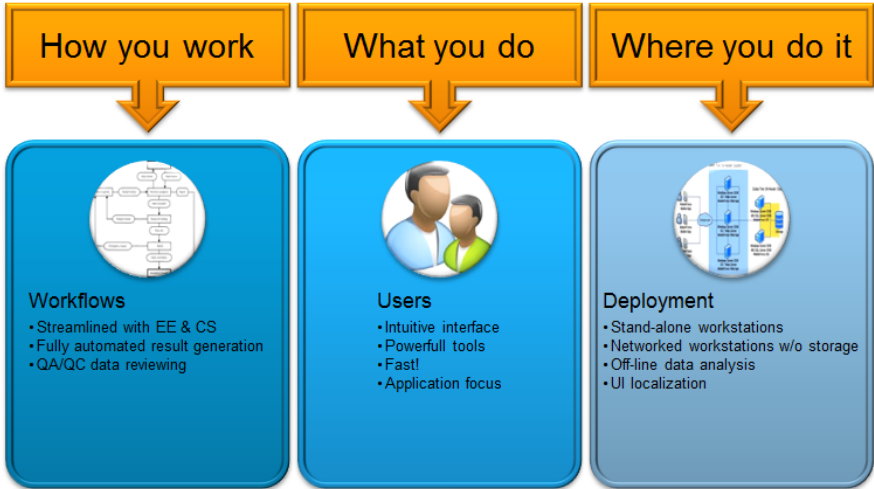 How you work
What you do
Where you do it
Workflows
•Streamlined with EE & CS
•Fully automated result generation
•QA/QC data reviewing
Users
•Intuitive interface
•Powerfull tools
•Fast!
•Application focus
Deployment
•Stand-alone workstations
•Networked workstations w/o storage
•Off-line data analysis
•UI localization